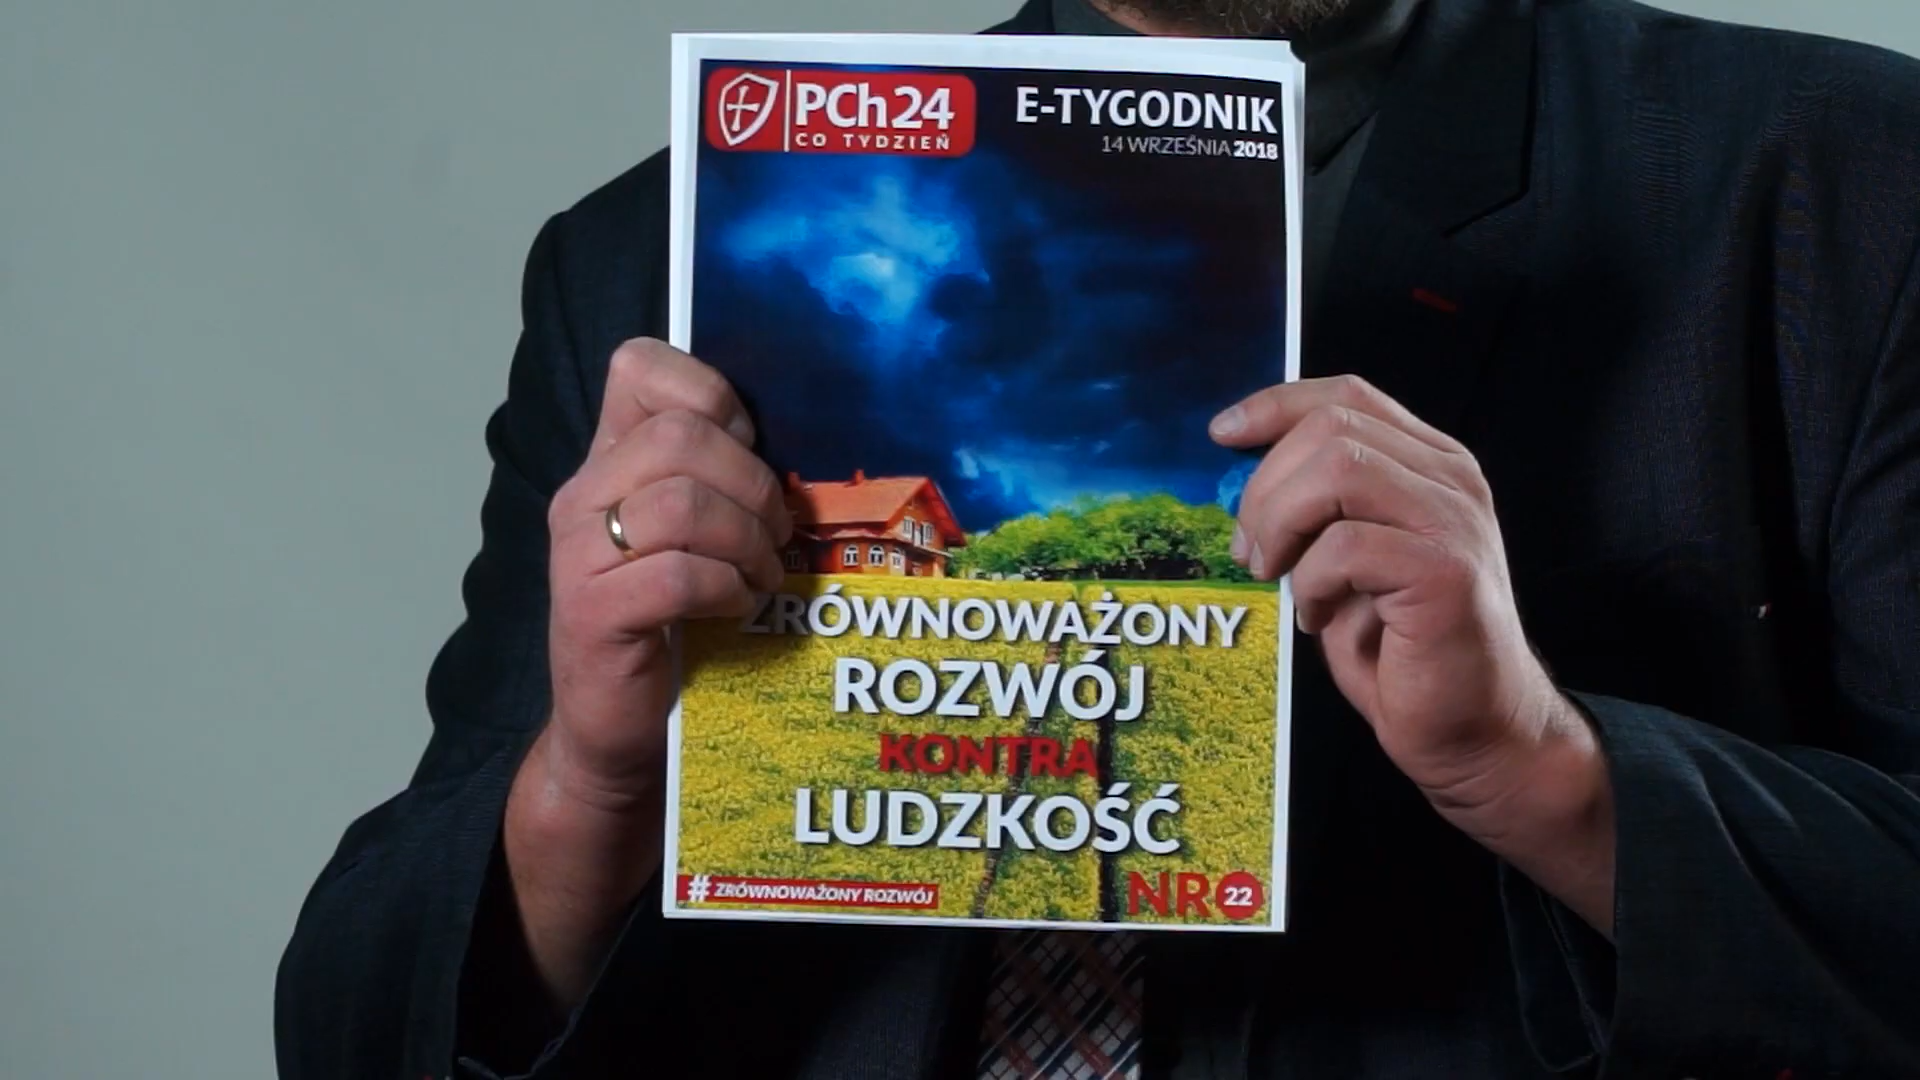 PCh24
CO TYDZIEŃ
E-TYGODNIK
14 WRZEŚNIA 2018
ZRÓWNOWAŻONY
ROZWÓJ
KONTRA
LUDZKOŚĆ
# ZRÓWNOWAŻONY ROZWÓJ
NR 22